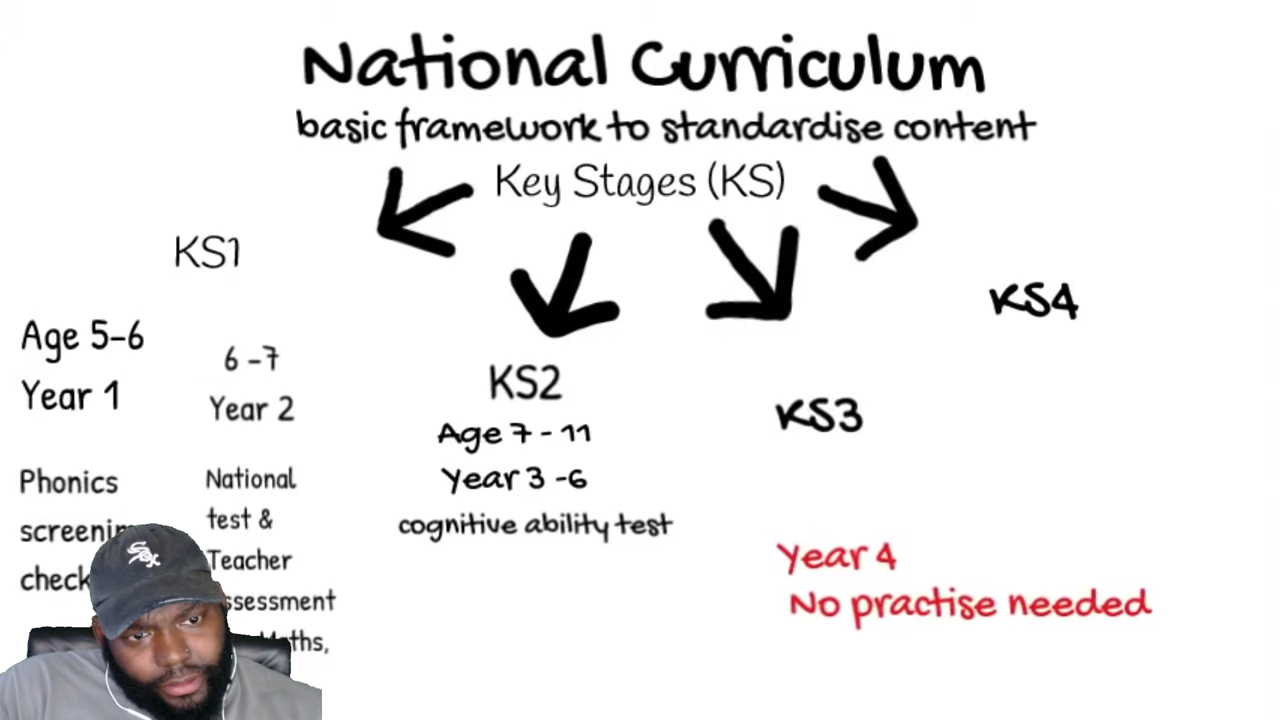 National Curriculum
basic framework to standardise content
Key Stages (KS)
KS1
Age 5-6
Year 1
Phonics
check
6 -7
Year 2
National
test &
Teacher
KS2
Age 7 - 11
Year 3 -6
cognitive ability test
KS3
KS4
Year 4
No practise needed
Sox